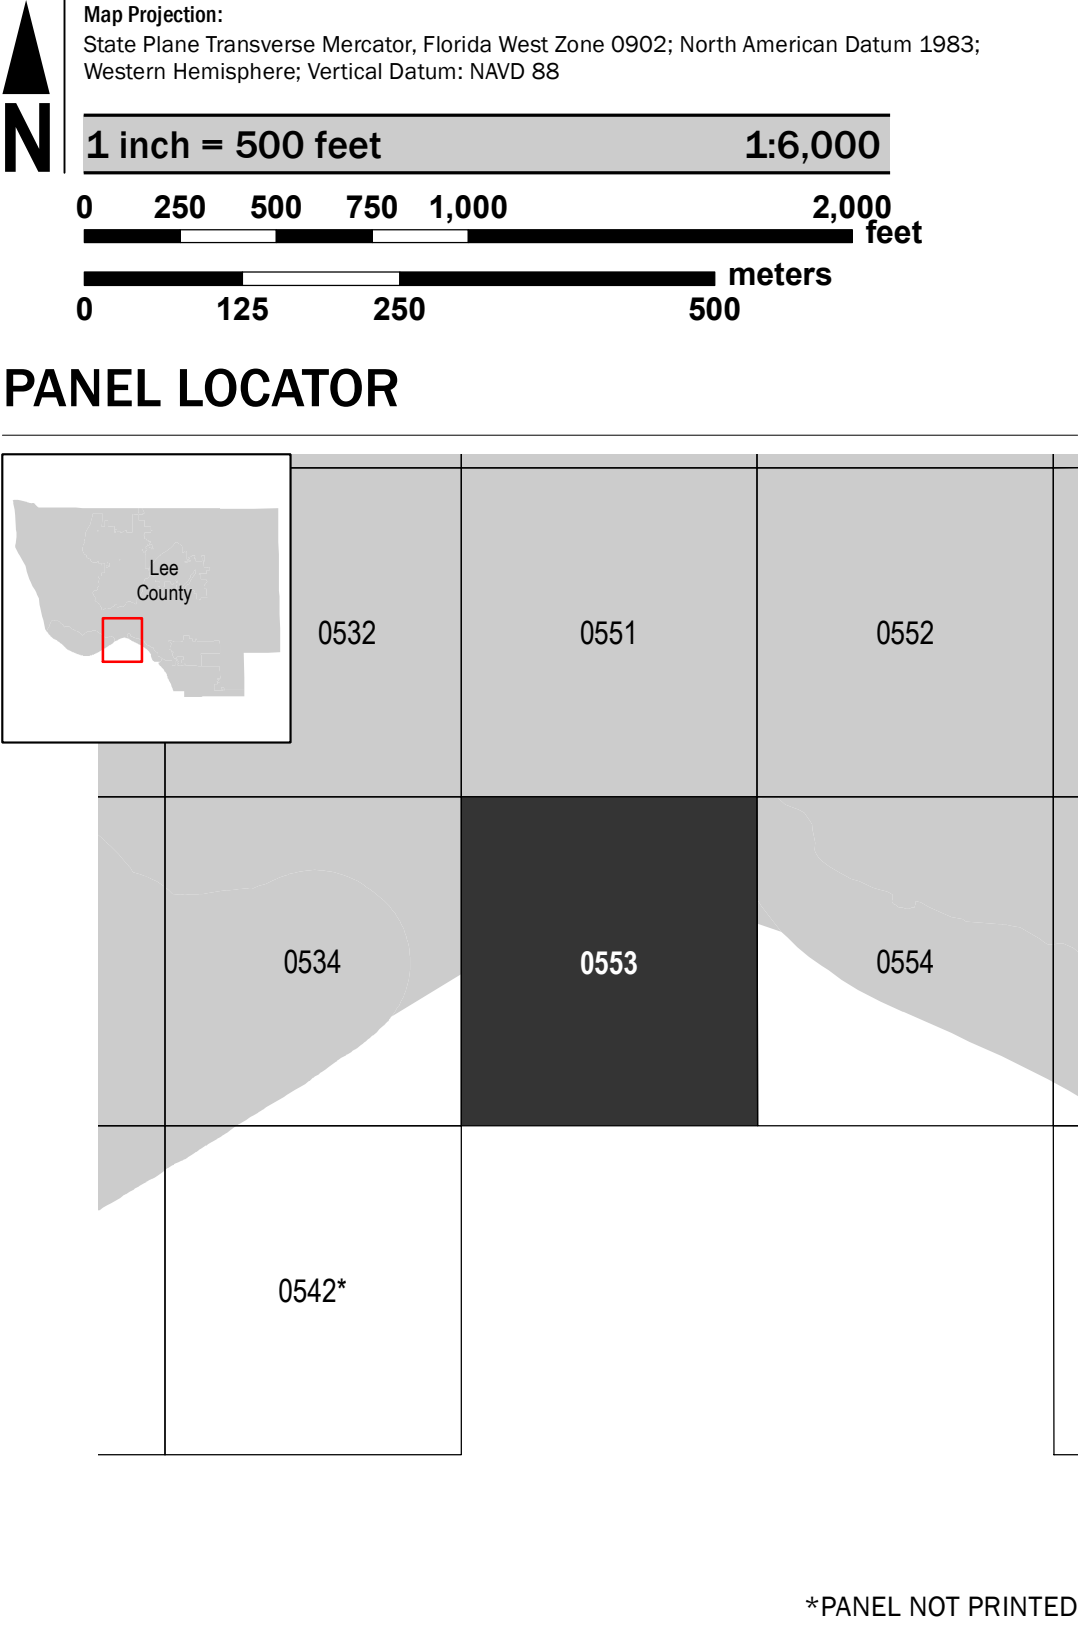 N
Map Projection:
State Plane Transverse Mercator, Florida West Zone 0902; North American Datum 1983;
Western Hemisphere; Vertical Datum: NAVD 88
1 inch = 500 feet 1:6,000
0 250 500 750 1,000 2,000
feet
meters
0 125 250 500
PANEL LOCATOR
Lee
County
0532 0551 0552
0534 0553 0554
0542*
*PANEL NOT PRINTED